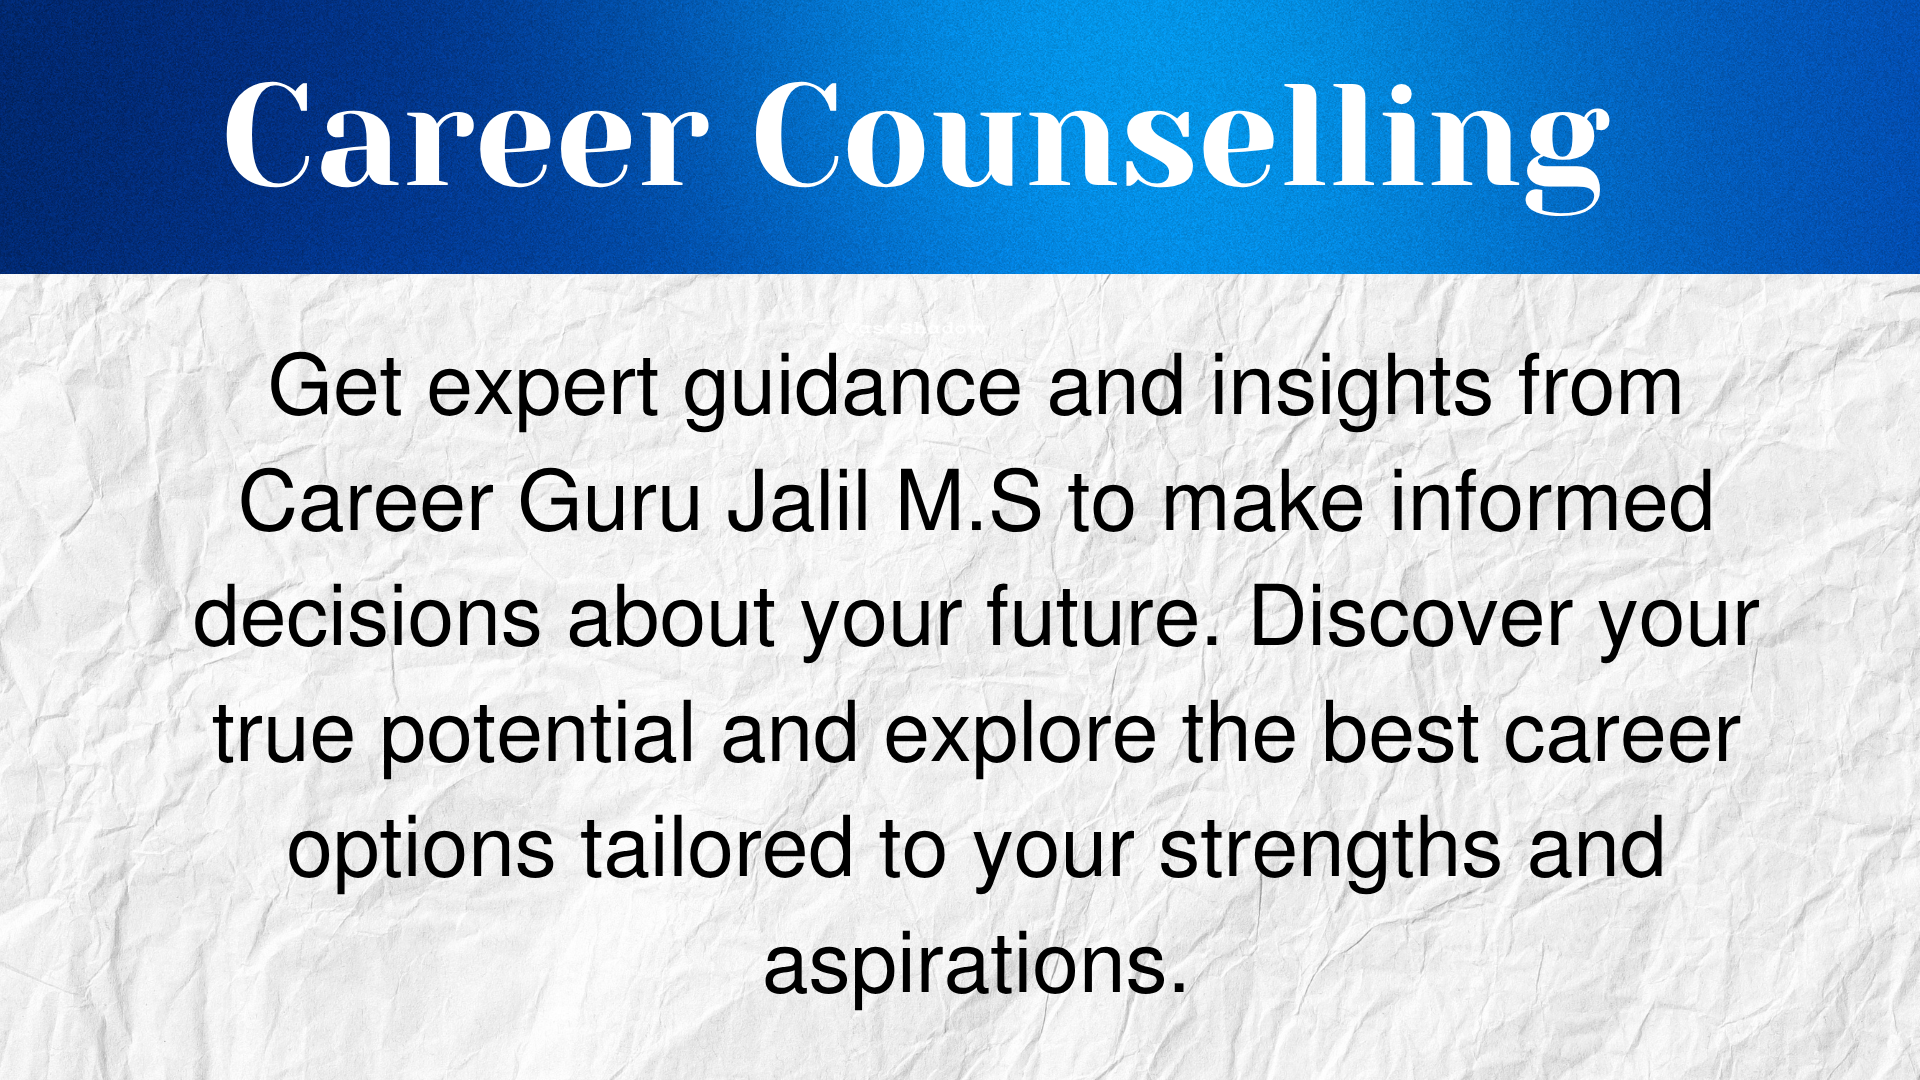 Career Counselling
Get expert guidance and insights from
Career Guru Jalil M.S to make informed
decisions about your future. Discover your
true potential and explore the best career
options tailored to your strengths and
aspirations.